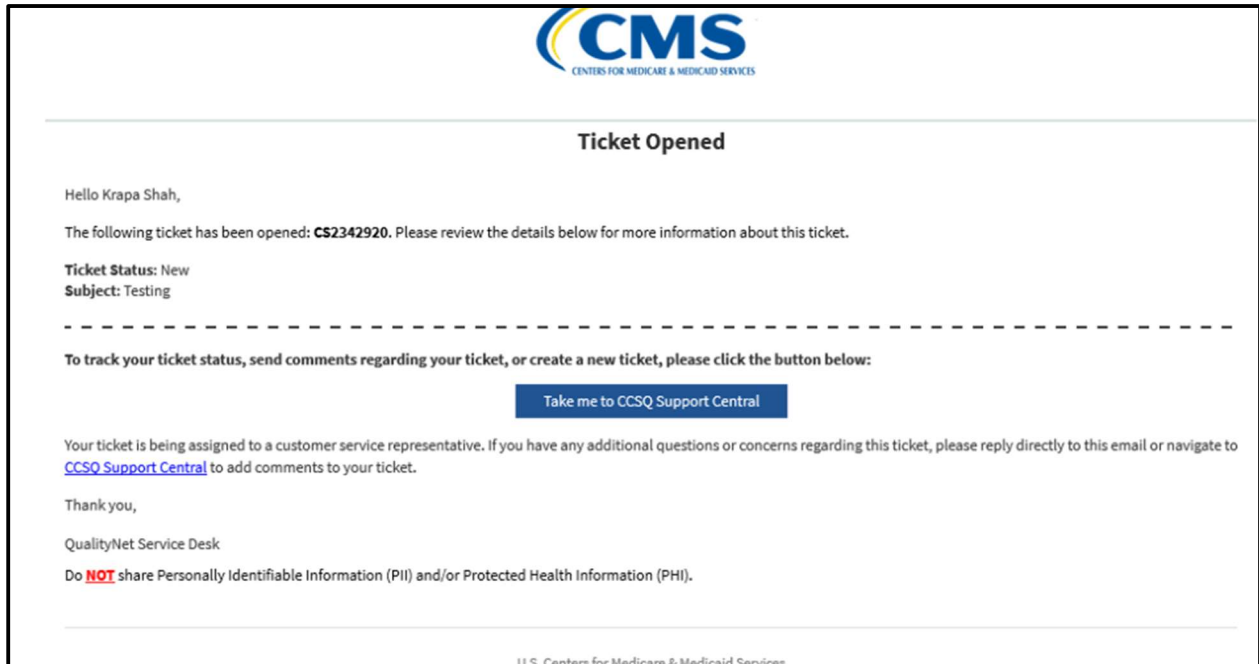 CMS
CENTERS FOR MEDICARE & MEDICAID SERVICES
Ticket Opened
Hello Krapa Shah,
The following ticket has been opened: CS2342920. Please review the details below for more information about this ticket.
Ticket Status: New
Subject: Testing
To track your ticket status, send comments regarding your ticket, or create a new ticket, please click the button below:
Take me to CCSQ Support Central
Your ticket is being assigned to a customer service representative. If you have any additional questions or concerns regarding this ticket, please reply directly to this email or navigate to
CCSQ Support Central to add comments to your ticket.
Thank you,
QualityNet Service Desk
Do NOT share Personally Identifiable Information (PII) and/or Protected Health Information (PHI).
U.S. Centers for Medicare & Medicaid Services